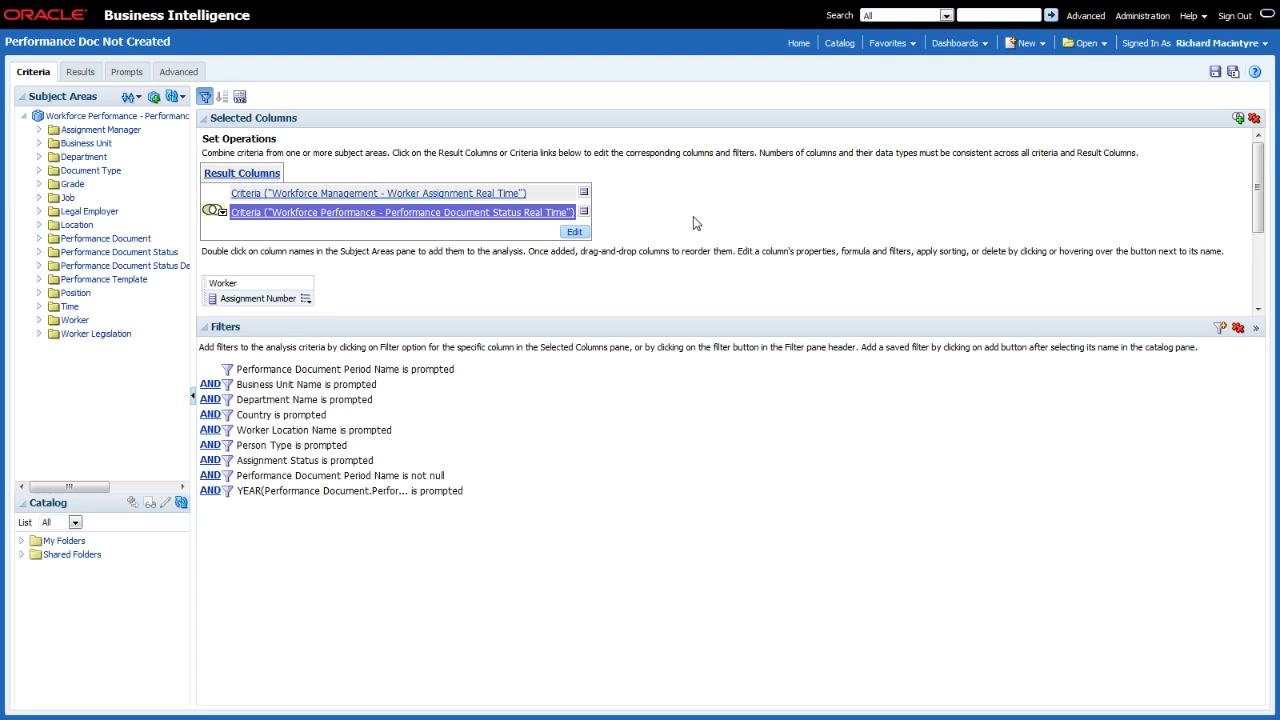 ORACLE Business Intelligence Search All Advanced Administration Help Sign Out
Performance Doc Not Created Home Catalog Favorites Dashboards New Open Signed In As Richard Macintyre
Criteria Results Prompts Advanced
Subject Areas
Workforce Performance - Performanc
Assignment Manager
Business Unit
Department
Document Type
Grade
Job
Legal Employer
Location
Performance Document
Performance Document Status
Performance Document Status De
Performance Template
Position
Time
Worker
Worker Legislation
Catalog
List All
My Folders
Shared Folders
Selected Columns
Set Operations
Combine criteria from one or more subject areas. Click on the Result Columns or Criteria links below to edit the corresponding columns and filters. Numbers of columns and their data types must be consistent across all criteria and Result Columns.
Result Columns
Criteria ("Workforce Management - Worker Assignment Real Time")
Criteria ("Workforce Performance - Performance Document Status Real Time")
Edit
Double click on column names in the Subject Areas pane to add them to the analysis. Once added, drag-and-drop columns to reorder them. Edit a column's properties, formula and filters, apply sorting, or delete by clicking or hovering over the button next to its name.
Worker
Assignment Number
Filters
Add filters to the analysis criteria by clicking on Filter option for the specific column in the Selected Columns pane, or by clicking on the filter button in the Filter pane header. Add a saved filter by clicking on add button after selecting its name in the catalog pane.
Performance Document Period Name is prompted
AND Business Unit Name is prompted
AND Department Name is prompted
AND Country is prompted
AND Worker Location Name is prompted
AND Person Type is prompted
AND Assignment Status is prompted
AND Performance Document Period Name is not null
AND YEAR(Performance Document.Perfor... is prompted